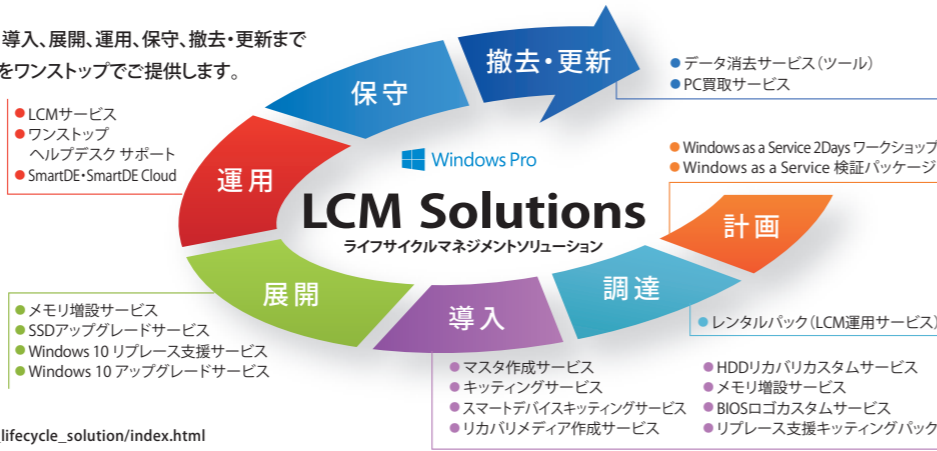 導入、展開、運用、保守、撤去・更新まで
をワンストップでご提供します。
撤去・更新
● データ消去サービス（ツール）
● PC買取サービス
保守
● LCMサービス
● ワンストップ
ヘルプデスク サポート
● SmartDE・SmartDE Cloud
運用
Windows Pro
LCM Solutions
ライフサイクルマネジメントソリューション
● Windows as a Service 2Days ワークショップ
● Windows as a Service 検証パッケージ
計画
調達
● レンタルパック（LCM運用サービス）
展開
● メモリ増設サービス
● SSDアップグレードサービス
● Windows 10 リプレース支援サービス
● Windows 10 アップグレードサービス
導入
● マスタ作成サービス
● キッティングサービス
● スマートデバイスキッティングサービス
● リカバリメディア作成サービス
● HDDリカバリカスタムサービス
● メモリ増設サービス
● BIOSロゴカスタムサービス
● リプレース支援キッティングパック
lifecycle_solution/index.html